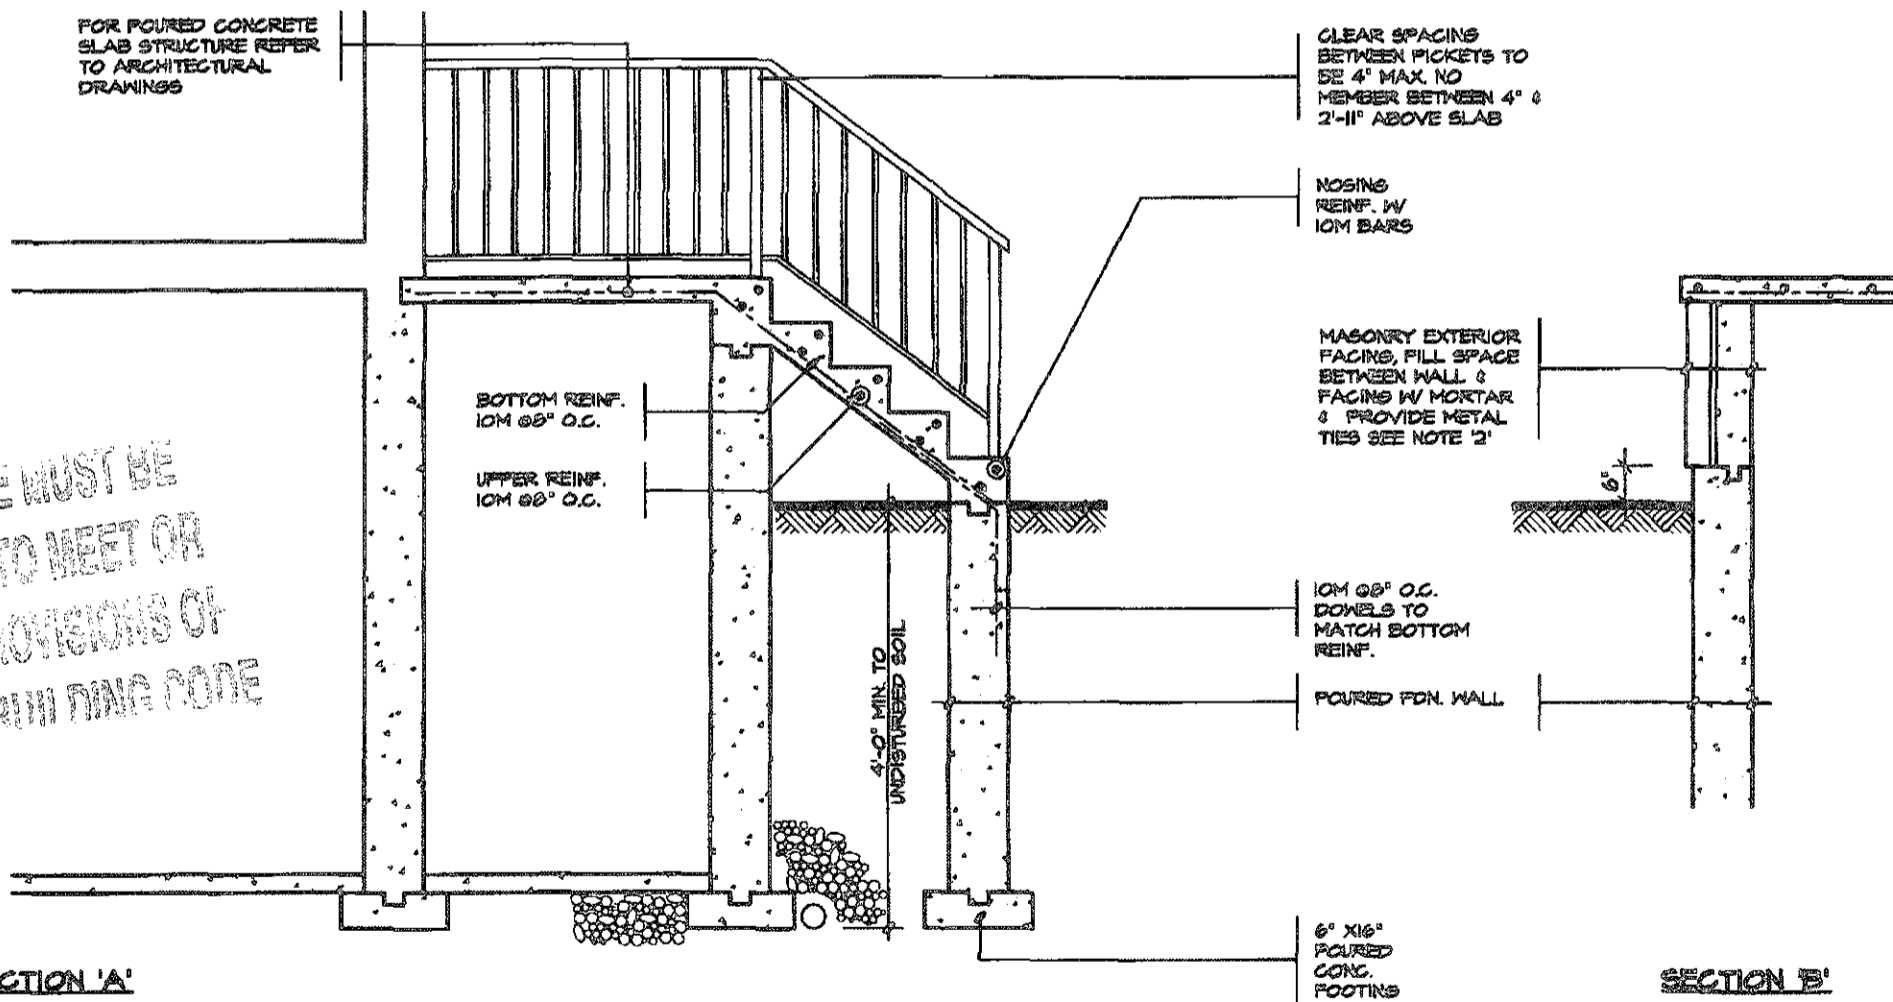 FOR POURED CONCRETE
SLAB STRUCTURE REFER
TO ARCHITECTURAL
DRAWINGS
CLEAR SPACING
BETWEEN PICKETS TO
BE 4" MAX. NO
MEMBER BETWEEN 4" &
2'-11" ABOVE SLAB
NOSING
REINF. W/
10M BARS
MASONRY EXTERIOR
FACING, FILL SPACE
BETWEEN WALL &
FACING W/ MORTAR
& PROVIDE METAL
TIES SEE NOTE '2'
BOTTOM REINF.
10M @8" O.C.
UPPER REINF.
10M @8" O.C.
6"
MUST BE
TO MEET OR
OVISIONS OF
UILDING CODE
10M @8" O.C.
DOWELS TO
MATCH BOTTOM
REINF.
4'-0" MIN. TO
UNDISTURBED SOIL
POURED FDN. WALL
6" X16"
POURED
CONC.
FOOTING
CTION 'A'
SECTION 'B'